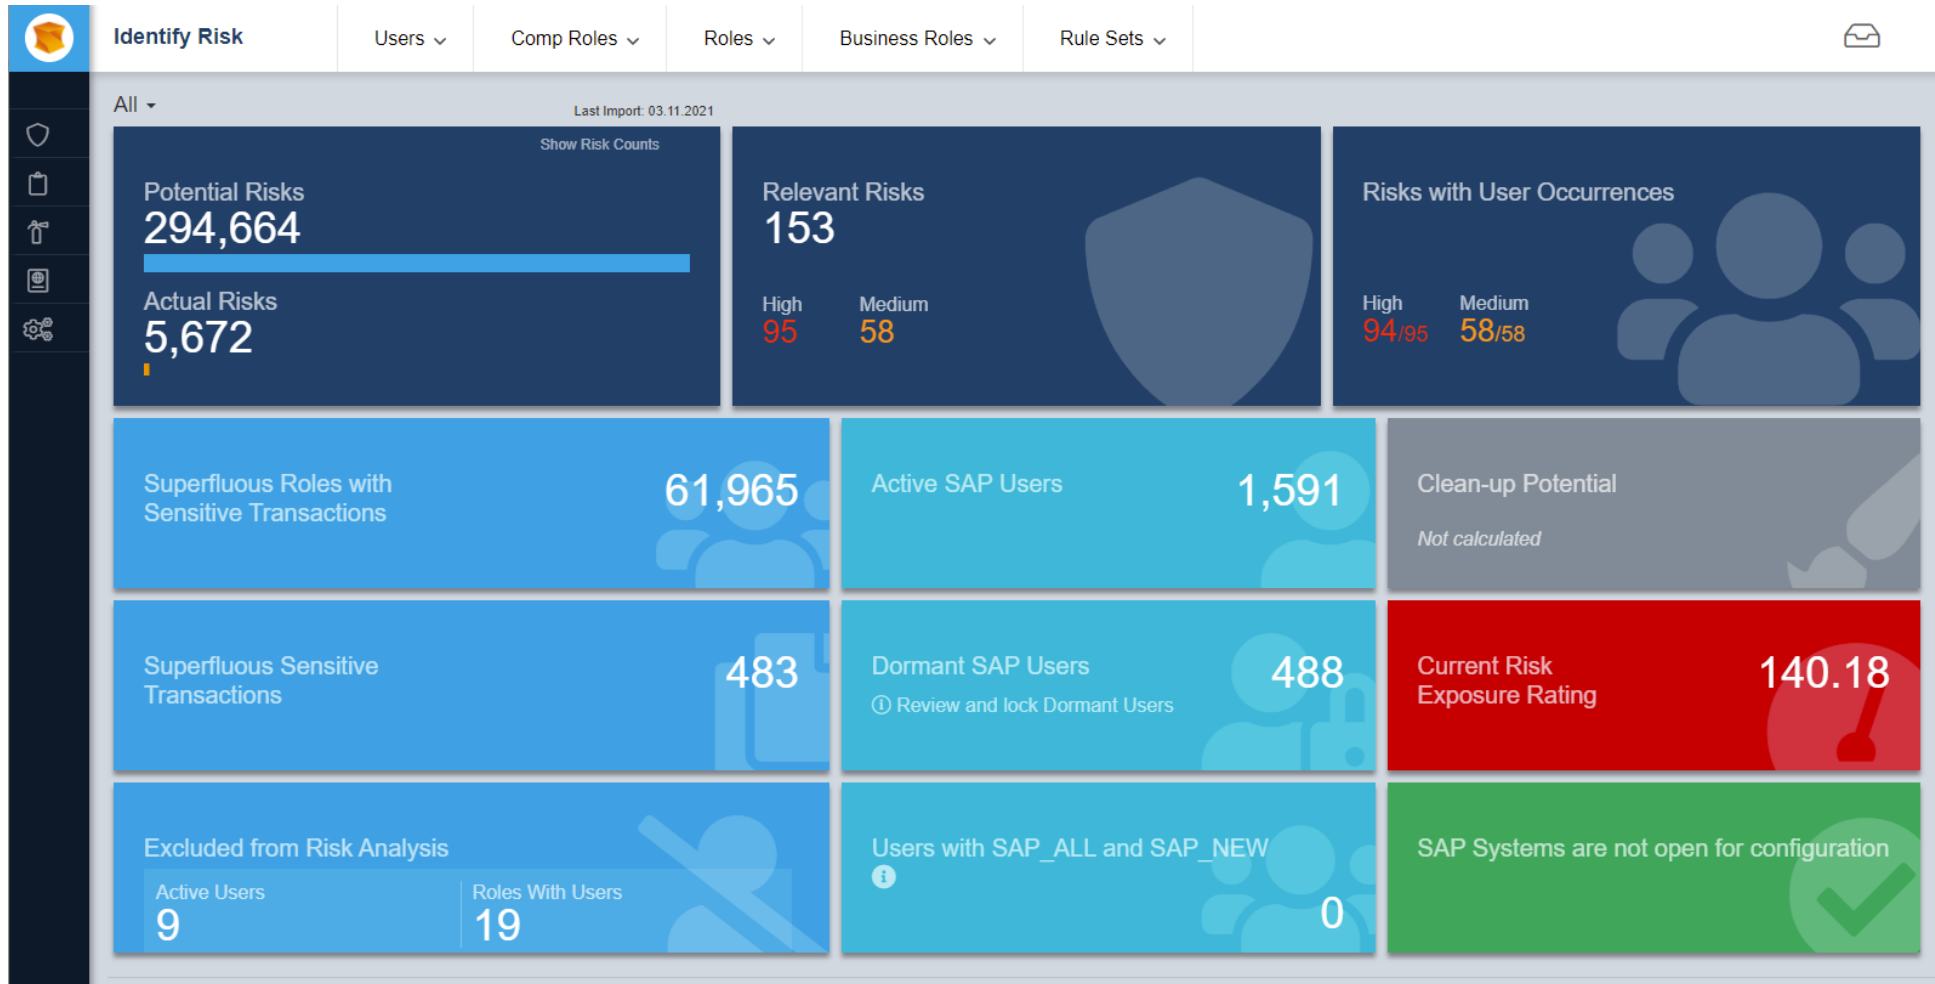 Identify Risk
Users
Comp Roles
Roles
Business Roles
Rule Sets
All
Last Import: 03.11.2021
Show Risk Counts
Potential Risks
294,664
Actual Risks
5,672
Relevant Risks
153
High
Medium
95
58
Risks with User Occurrences
High
Medium
94/95
58/58
Superfluous Roles with
Sensitive Transactions
61,965
Active SAP Users
1,591
Clean-up Potential
Not calculated
Superfluous Sensitive
Transactions
483
Dormant SAP Users
488
Review and lock Dormant Users
Current Risk
Exposure Rating
140.18
Excluded from Risk Analysis
Active Users
9
Roles With Users
19
Users with SAP_ALL and SAP_NEW
0
SAP Systems are not open for configuration